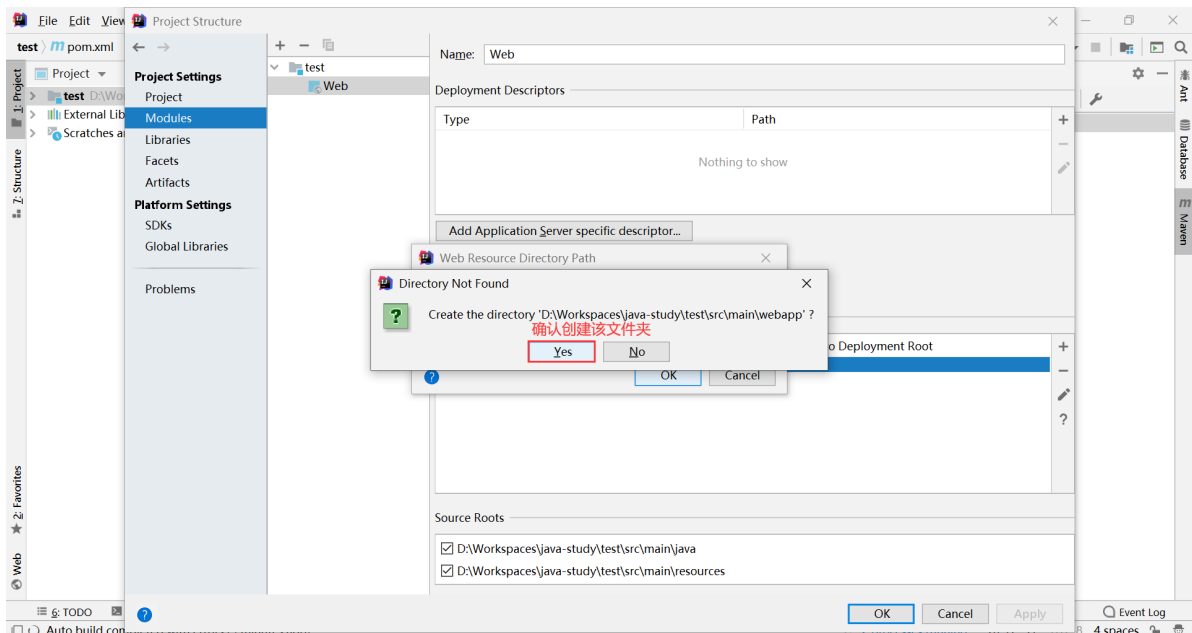 File Edit View
Project Structure
test
pom.xml
Project
test D:\Wo
External Lib
Scratches a
1: Project
7: Structure
2: Favorites
Web
Project Settings
Project
Modules
Libraries
Facets
Artifacts
Platform Settings
SDKs
Global Libraries
Problems
test
Web
Name: Web
Deployment Descriptors
Type Path
Nothing to show
Add Application Server specific descriptor...
Web Resource Directory Path
Directory Not Found
Create the directory 'D:\Workspaces\java-study\test\src\main\webapp' ?
确认创建该文件夹
Yes No
o Deployment Root
OK Cancel
Source Roots
D:\Workspaces\java-study\test\src\main\java
D:\Workspaces\java-study\test\src\main\resources
OK Cancel Apply
Ant
Database
Maven
6: TODO
Event Log
Auto build
4 spaces